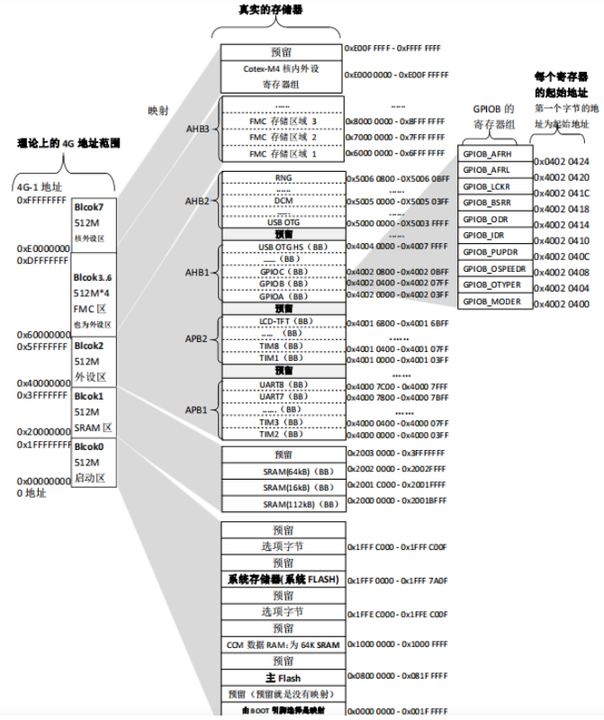 真实的存储器
预留
0xE00F FFFF - 0xFFFF FFFF
Cotex-M4 核内外设
寄存器组
0xE000 0000 - 0xE00F FFFFF
映射
AHB3
......
......
FMC 存储区域 3
0x8000 0000 - 0x8FFF FFFFF
FMC 存储区域 2
0x7000 0000 - 0x7FFF FFFFF
FMC 存储区域 1
0x6000 0000 - 0x6FFF FFFFF
AHB2
RNG
0x5006 0800 - 0X5006 0BFF
......
......
DCM
0x5005 0000 - 0X5005 03FF
......
......
USB OTG
0x5000 0000 - 0X5003 FFFF
预留
AHB1
USB OTG HS（BB）
0x4004 0000 - 0x4007 FFFF
......（BB）
GPIOC（BB）
0x4002 0800 - 0x4002 0BFF
GPIOB（BB）
0x4002 0400 - 0x4002 07FF
GPIOA（BB）
0x4002 0000 - 0x4002 03FF
预留
APB2
LCD-TFT（BB）
0x4001 6800 - 0x4001 6BFF
......（BB）
......
TIM8（BB）
0x4001 0400 - 0x4001 07FF
TIM1（BB）
0x4001 0000 - 0x4001 03FF
预留
......
APB1
UART8（BB）
0x4000 7C00 - 0x4000 7FFF
UART7（BB）
0x4000 7800 - 0x4000 7BFF
......（BB）
......
TIM3（BB）
0x4000 0400 - 0x4000 07FF
TIM2（BB）
0x4000 0000 - 0x4000 03FF
预留
0x2003 0000 - 0x3FFFFFFF
SRAM(64kB)（BB）
0x2002 0000 - 0x2002FFFF
SRAM(16kB)（BB）
0x2001 C000 - 0x2001FFFF
SRAM(112kB)（BB）
0x2000 0000 - 0x2001BFFF
预留
选项字节
0x1FFF C000 - 0x1FFF C00F
预留
系统存储器(系统 FLASH)
0x1FFF 0000 - 0x1FFF 7A0F
预留
选项字节
0x1FFE C000 - 0x1FFE C00F
预留
CCM 数据 RAM：为 64K SRAM
0x1000 0000 - 0x1000 FFFF
预留
主 Flash
0x0800 0000 - 0x081F FFFF
预留（预留就是没有映射）
由 BOOT 引脚选择是映射
0x0000 0000 - 0x001F FFFF
理论上的 4G 地址范围
4G-1 地址
0xFFFFFFFF
Blcok7
512M
核外设区
0xE0000000
0xDFFFFFFF
Blcok3..6
512M*4
FMC 区
也为外设区
0x60000000
0x5FFFFFFF
Blcok2
512M
外设区
0x40000000
0x3FFFFFFF
Blcok1
512M
SRAM 区
0x20000000
0x1FFFFFFF
Blcok0
512M
启动区
0x00000000
0 地址
GPIOB 的
寄存器组
每个寄存器
的起始地址
第一个字节的地
址为起始地址
GPIOB_AFRH
0x0402 0424
GPIOB_AFRL
0x4002 0420
GPIOB_LCKR
0x4002 041C
GPIOB_BSRR
0x4002 0418
GPIOB_ODR
0x4002 0414
GPIOB_IDR
0x4002 0410
GPIOB_PUPDR
0x4002 040C
GPIOB_OSPEEDR
0x4002 0408
GPIOB_OTYPER
0x4002 0404
GPIOB_MODER
0x4002 0400